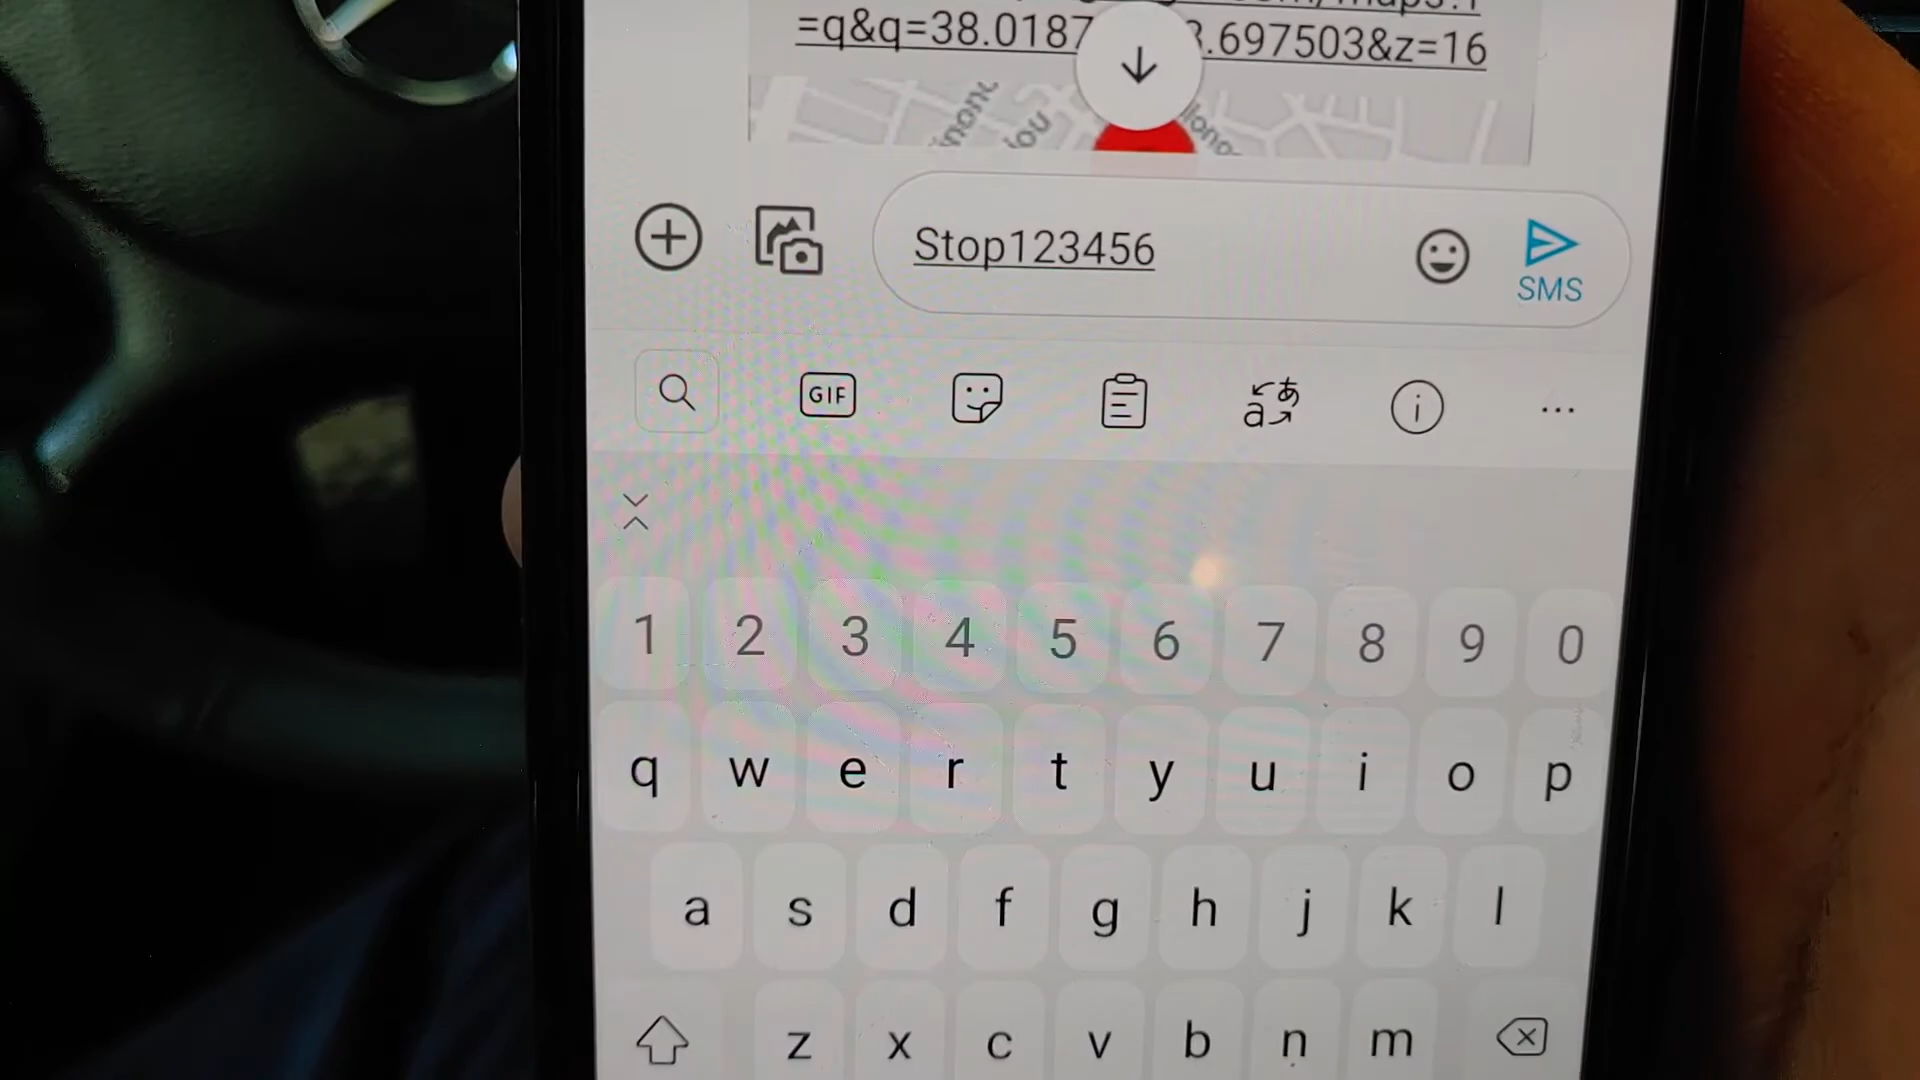 =q&q=38.0187 .697503&z=16
Stop123456
SMS
GIF
1 2 3 4 5 6 7 8 9 0
q w e r t y u i o p
a s d f g h j k l
z x c v b n m